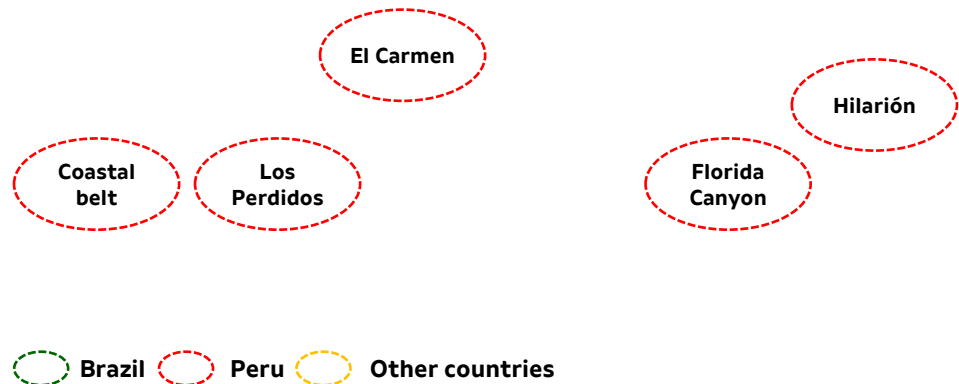 El Carmen
Hilarión
Coastal
belt
Los
Perdidos
Florida
Canyon
Brazil
Peru
Other countries